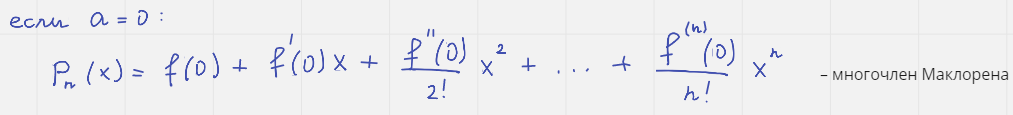 если a = 0 :
Pₙ(x) = f(0) + f'(0)x + f''(0)/2! x² + ... + f⁽ⁿ⁾(0)/n! xⁿ – многочлен Маклорена